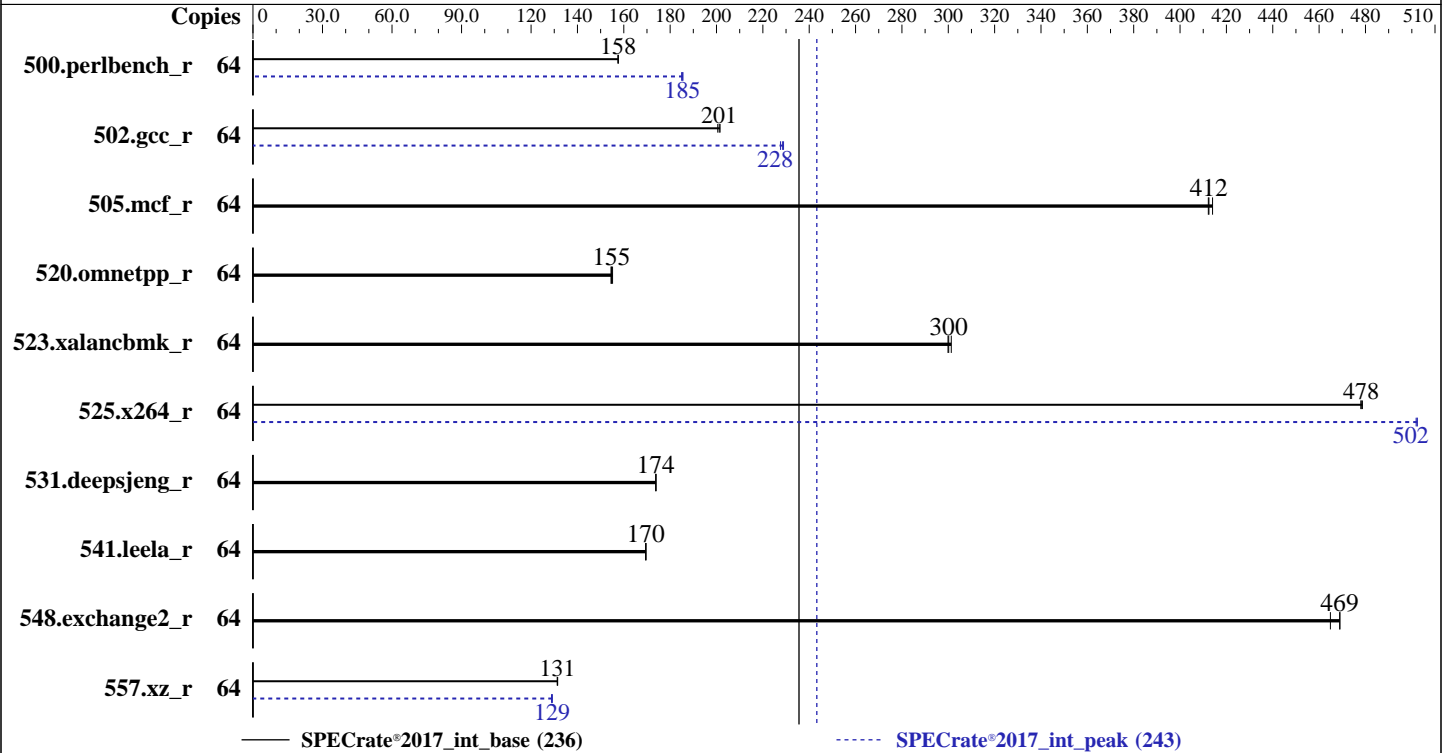 Copies 0 30.0 60.0 90.0 120 140 160 180 200 220 240 260 280 300 320 340 360 380 400 420 440 460 480 510
158
500.perlbench_r 64
185
201
502.gcc_r 64
228
412
505.mcf_r 64
155
520.omnetpp_r 64
300
523.xalancbmk_r 64
478
525.x264_r 64
502
174
531.deepsjeng_r 64
170
541.leela_r 64
469
548.exchange2_r 64
131
557.xz_r 64
129
SPECrate®2017_int_base (236) SPECrate®2017_int_peak (243)